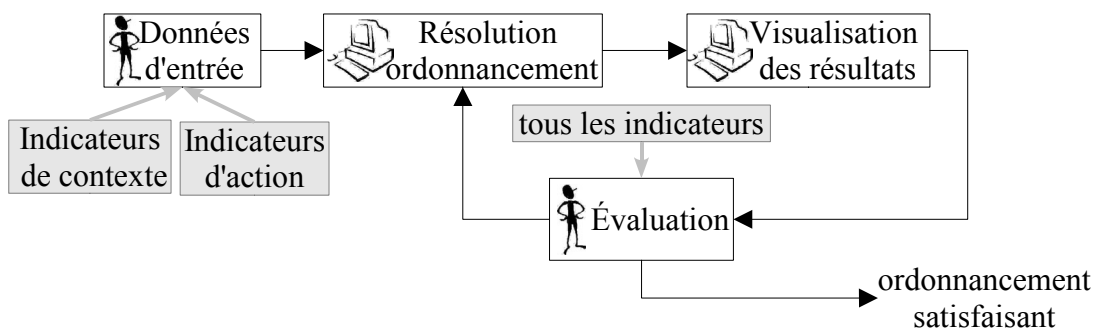 Données
d'entrée
Résolution
ordonnancement
Visualisation
des résultats
Indicateurs
de contexte
Indicateurs
d'action
tous les indicateurs
Évaluation
ordonnancement
satisfaisant